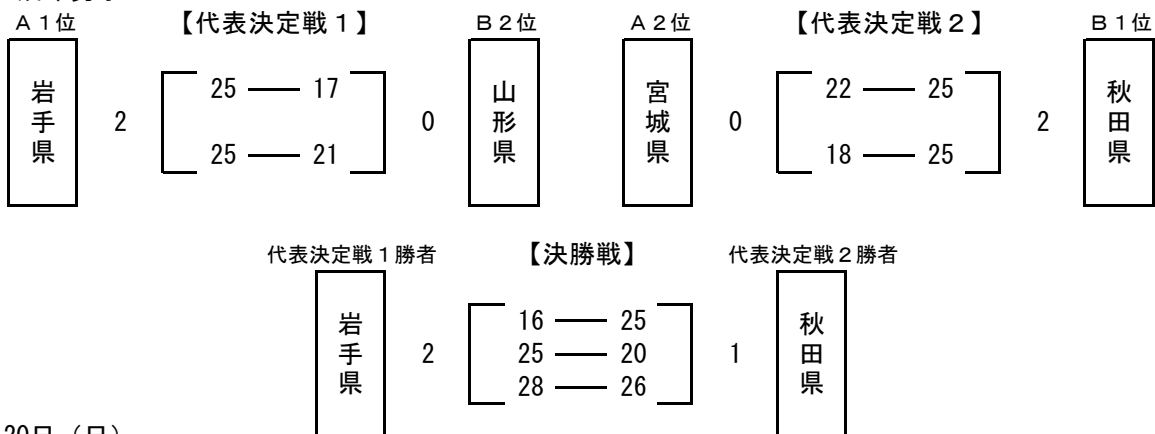 A1位 【代表決定戦1】 B2位 A2位 【代表決定戦2】 B1位
岩手県 2 25 ― 17 0 山形県 宮城県 0 22 ― 25 2 秋田県
25 ― 21 18 ― 25
代表決定戦1勝者 【決勝戦】 代表決定戦2勝者
岩手県 2 16 ― 25 1 秋田県
25 ― 20
28 ― 26